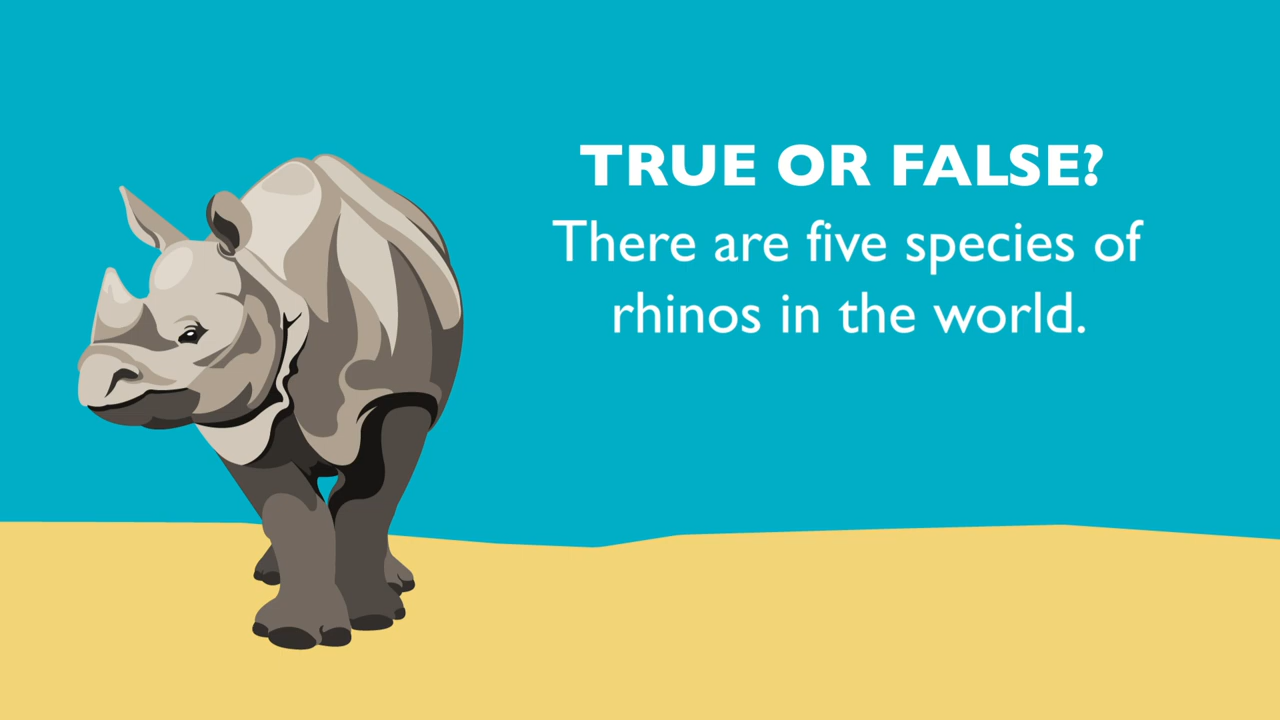 TRUE OR FALSE?
There are five species of
rhinos in the world.